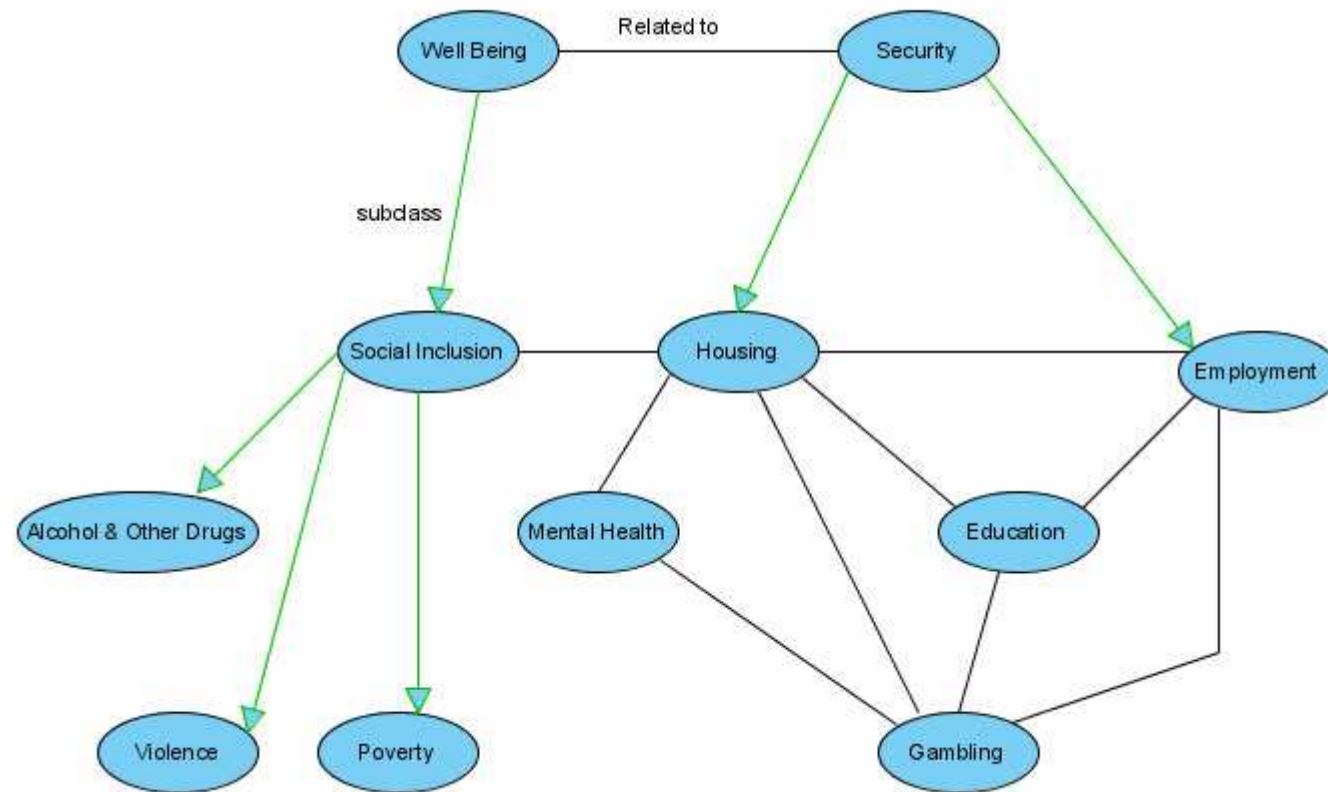 Related to
Well Being
Security
subclass
Social Inclusion
Housing
Employment
Alcohol & Other Drugs
Mental Health
Education
Violence
Poverty
Gambling